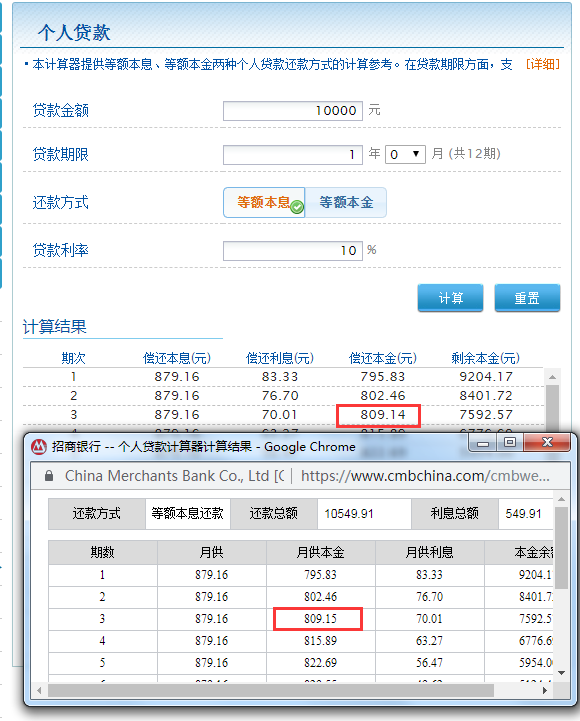 个人贷款
• 本计算器提供等额本息、等额本金两种个人贷款还款方式的计算参考。在贷款期限方面，支 [详细]
贷款金额 10000 元
贷款期限 1 年 0 月 (共12期)
还款方式 等额本息 等额本金
贷款利率 10 %
计算 重置
计算结果
期次 偿还本息(元) 偿还利息(元) 偿还本金(元) 剩余本金(元)
1 879.16 83.33 795.83 9204.17
2 879.16 76.70 802.46 8401.72
3 879.16 70.01 809.14 7592.57
招商银行 -- 个人贷款计算器计算结果 - Google Chrome
China Merchants Bank Co., Ltd [C https://www.cmbchina.com/cmbwe...
还款方式 等额本息还款 还款总额 10549.91 利息总额 549.91
期数 月供 月供本金 月供利息 本金余
1 879.16 795.83 83.33 9204.1
2 879.16 802.46 76.70 8401.7
3 879.16 809.15 70.01 7592.5
4 879.16 815.89 63.27 6776.6
5 879.16 822.69 56.47 5954.0